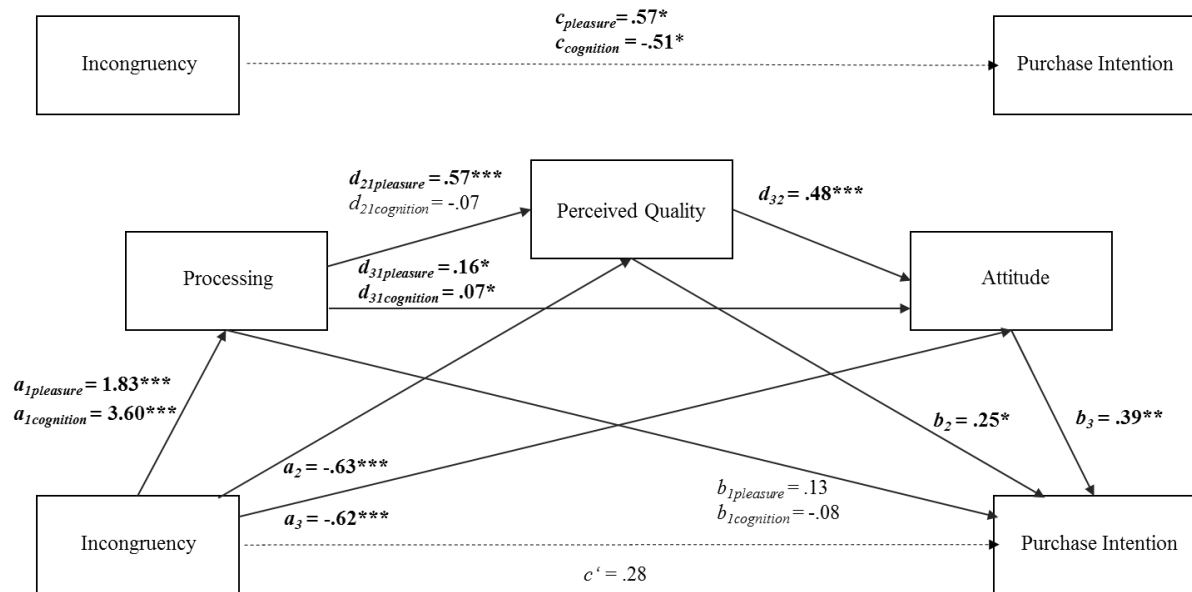 c_pleasure = .57*
c_cognition = -.51*
Incongruency
Purchase Intention
d_21pleasure = .57***
d_21cognition = -.07
Perceived Quality
d_32 = .48***
Processing
d_31pleasure = .16*
d_31cognition = .07*
Attitude
a_1pleasure = 1.83***
a_1cognition = 3.60***
b_2 = .25*
b_3 = .39**
a_2 = -.63***
b_1pleasure = .13
b_1cognition = -.08
a_3 = -.62***
Incongruency
Purchase Intention
c‘ = .28